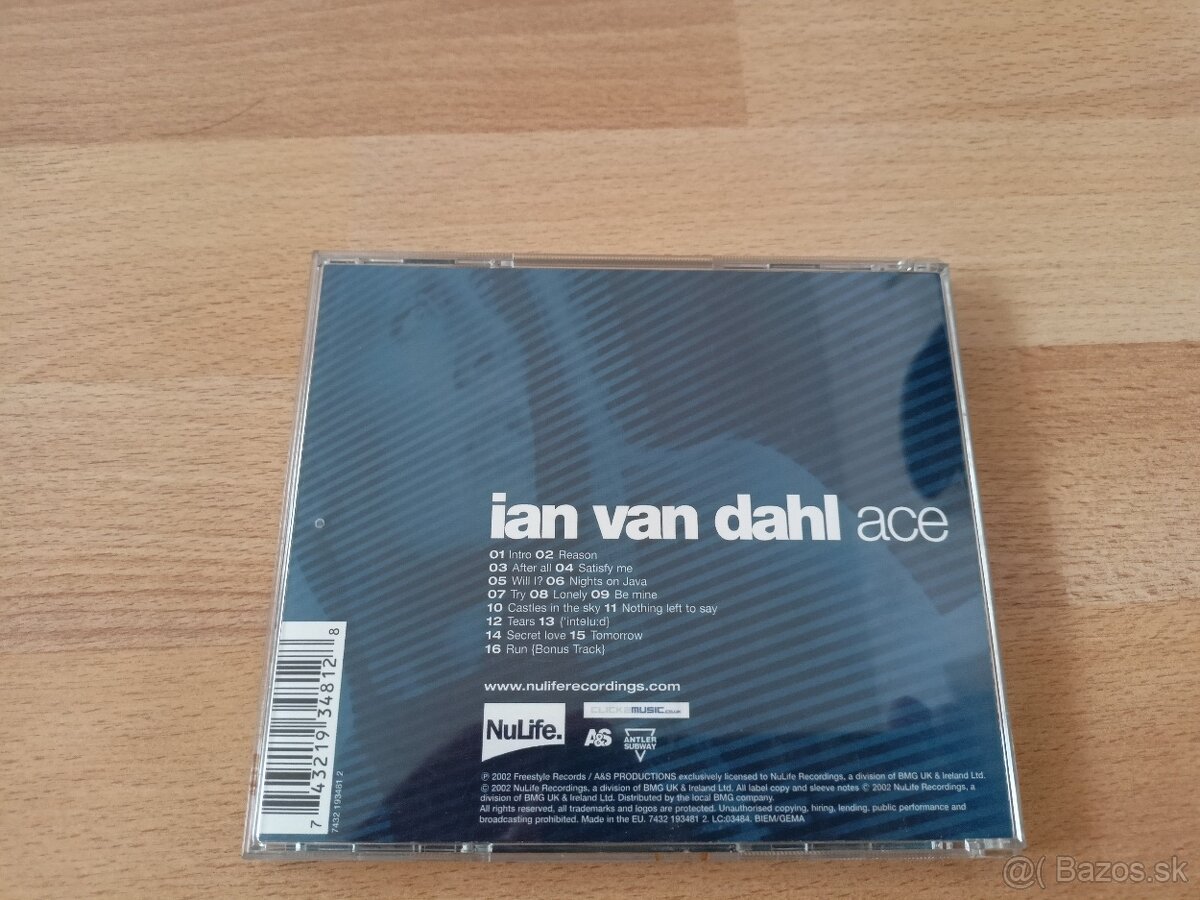 ian van dahl ace
01 Intro 02 Reason
03 After all 04 Satisfy me
05 Will I? 06 Nights on Java
07 Try 08 Lonely 09 Be mine
10 Castles in the sky 11 Nothing left to say
12 Tears 13 {'intəlu:d}
14 Secret love 15 Tomorrow
16 Run {Bonus Track}
www.nuliferecordings.com
NuLife.
CLICK2MUSIC.co.uk
A&S
ANTLER
SUBWAY
℗ 2002 Freestyle Records / A&S PRODUCTIONS exclusively licensed to NuLife Recordings, a division of BMG UK & Ireland Ltd.
© 2002 NuLife Recordings, a division of BMG UK & Ireland Ltd. All label copy and sleeve notes © 2002 NuLife Recordings, a
division of BMG UK & Ireland Ltd. Distributed by the local BMG company.
All rights reserved, all trademarks and logos are protected. Unauthorised copying, hiring, lending, public performance and
broadcasting prohibited. Made in the EU. 7432 193481 2. LC:03484. BIEM/GEMA
7 43219 34812 8
7432 193481 2
@( Bazos.sk